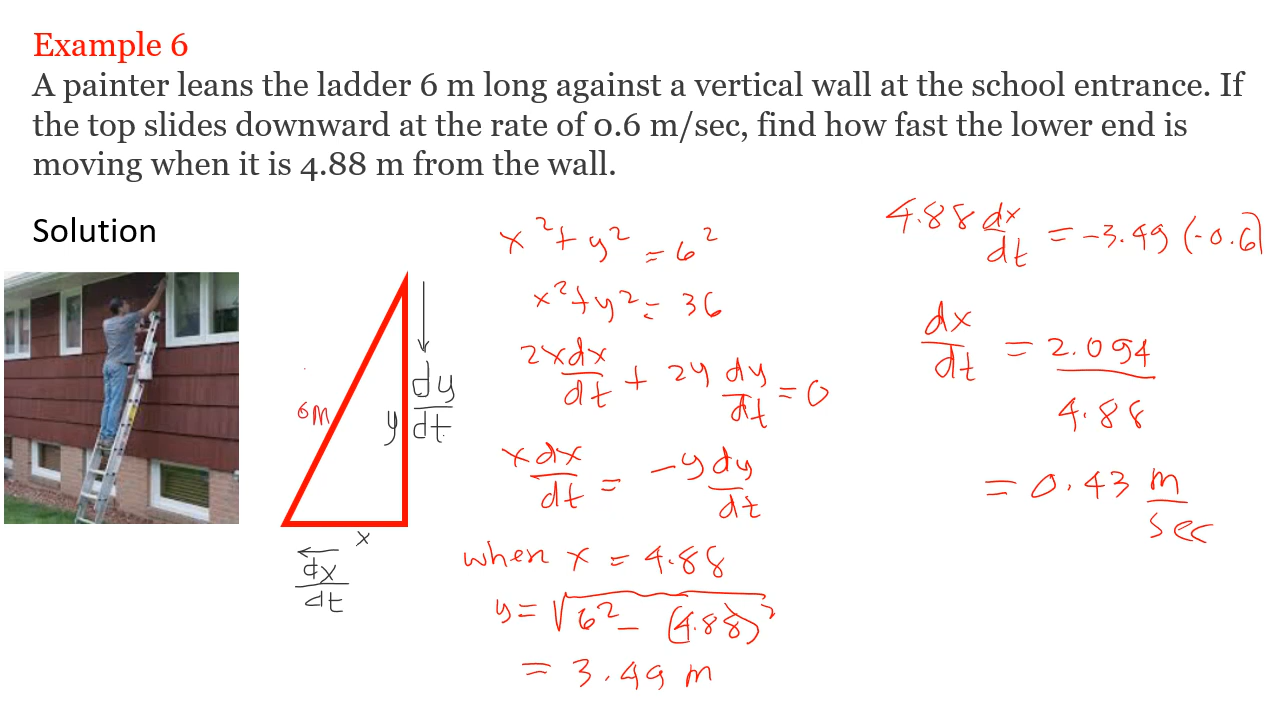 Example 6
A painter leans the ladder 6 m long against a vertical wall at the school entrance. If
the top slides downward at the rate of 0.6 m/sec, find how fast the lower end is
moving when it is 4.88 m from the wall.
Solution
6m
y
dy/dt
x
dx/dt
x² + y² = 6²
x² + y² = 36
2x dx/dt + 2y dy/dt = 0
x dx/dt = -y dy/dt
when x = 4.88
y = √(6² - (4.88)²)
= 3.49 m
4.88 dx/dt = -3.49 (-0.6)
dx/dt = 2.094/4.88
= 0.43 m/sec